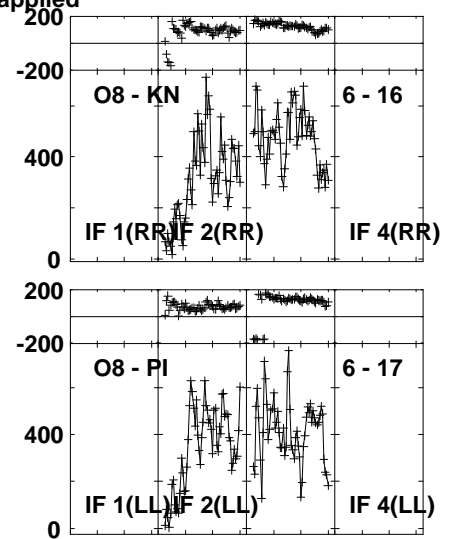 applied
200
-200
O8 - KN
6 - 16
400
IF 1(RR)
IF 2(RR)
IF 4(RR)
0
200
-200
O8 - PI
6 - 17
400
IF 1(LL)
IF 2(LL)
IF 4(LL)
0